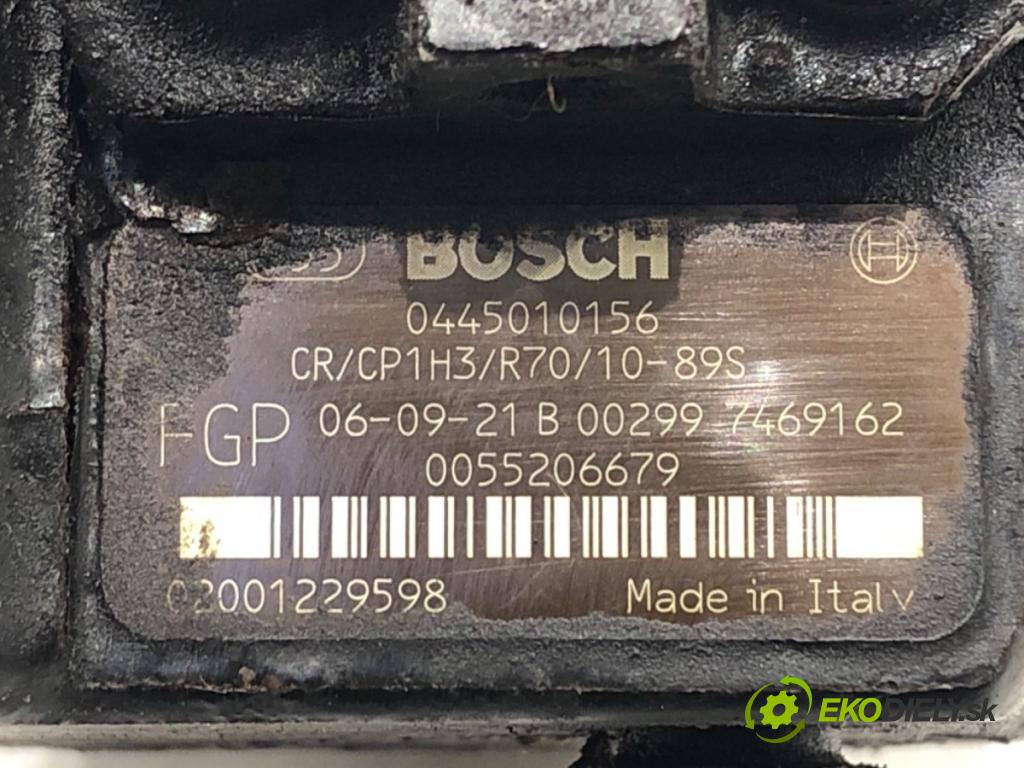 BOSCH
0445010156
CR/CP1H3/R70/10-89S
FGP 06-09-21 B 00299 7469162
0055206679
02001229598 Made in Italy
EKODIELY.sk